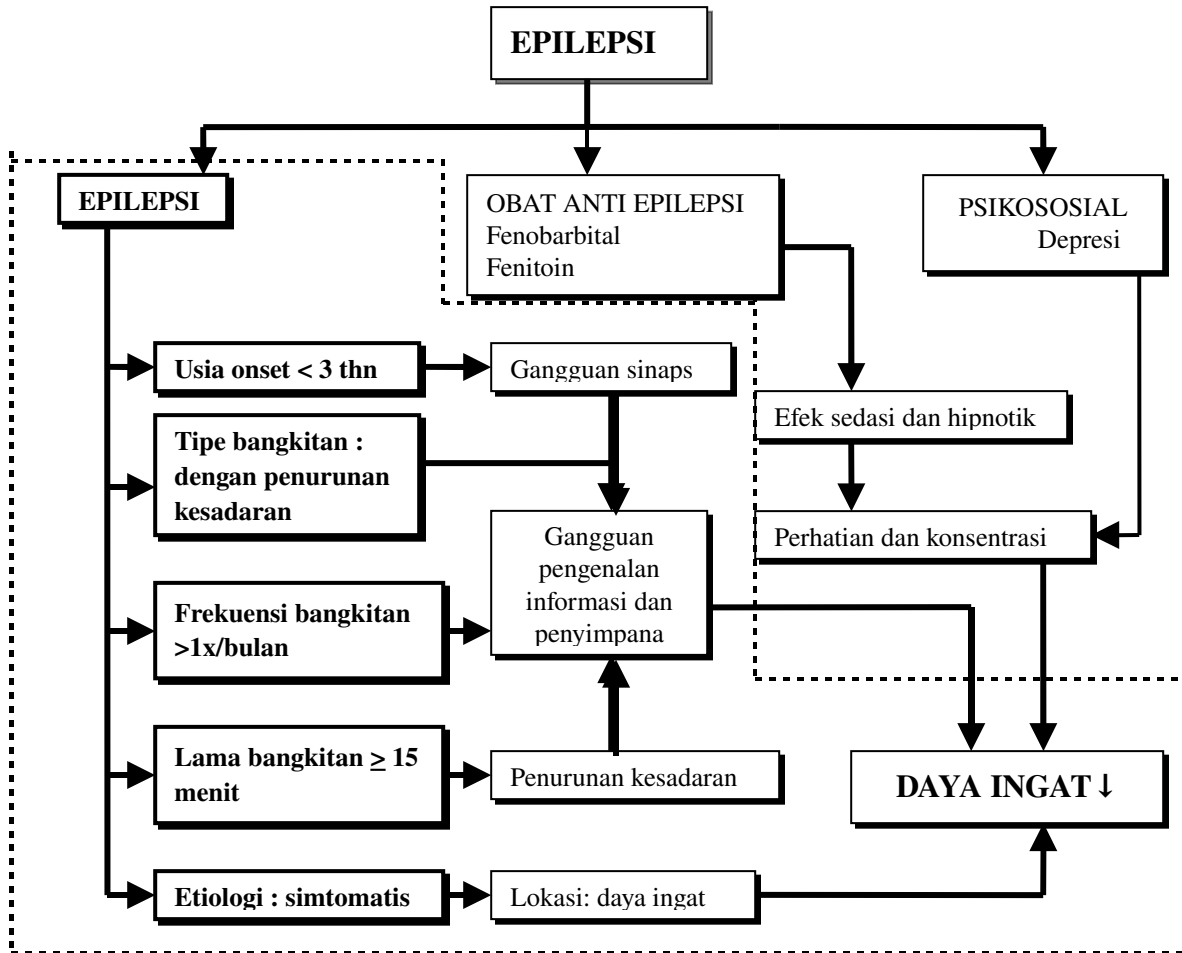 EPILEPSI
EPILEPSI
OBAT ANTI EPILEPSI
Fenobarbital
Fenitoin
PSIKOSOSIAL
Depresi
Usia onset < 3 thn
Gangguan sinaps
Efek sedasi dan hipnotik
Tipe bangkitan :
dengan penurunan
kesadaran
Gangguan
pengenalan
informasi dan
penyimpana
Perhatian dan konsentrasi
Frekuensi bangkitan
>1x/bulan
Lama bangkitan ≥ 15
menit
Penurunan kesadaran
DAYA INGAT ↓
Etiologi : simtomatis
Lokasi: daya ingat